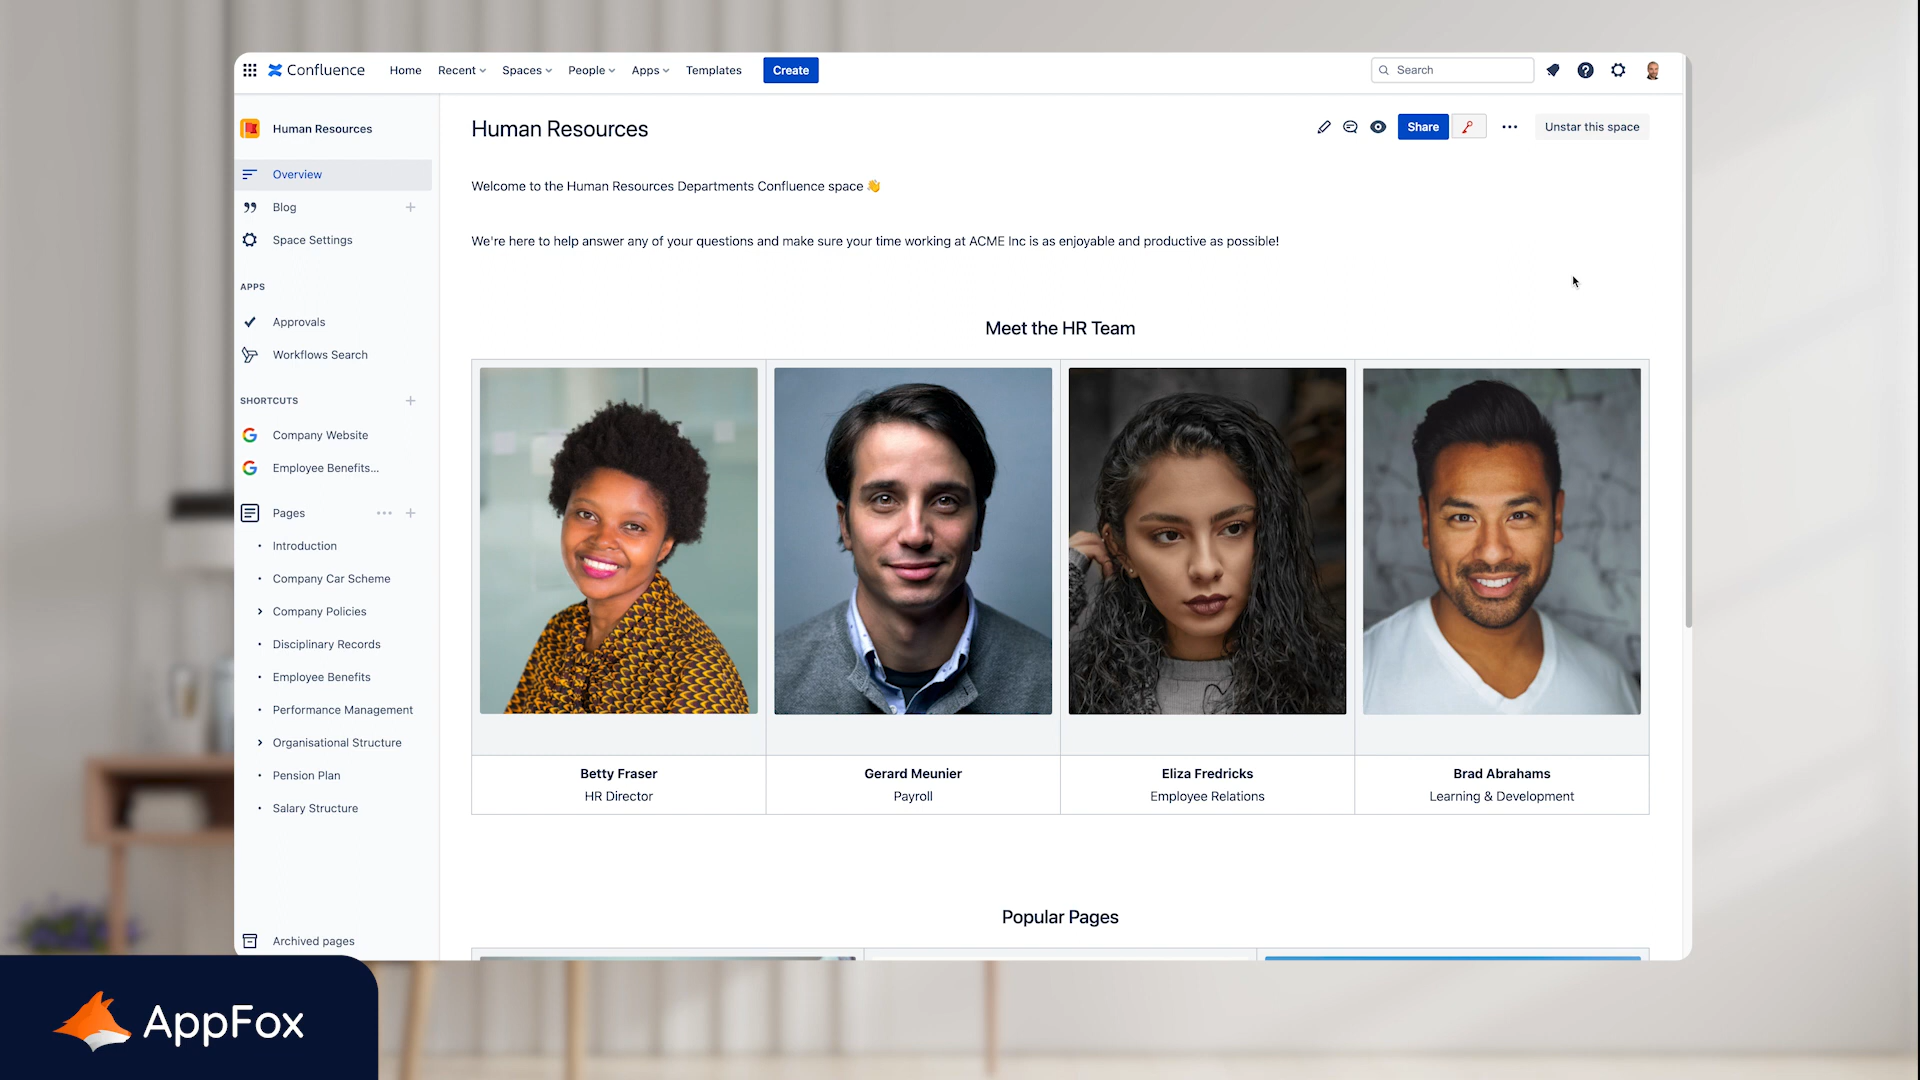 Confluence
Home
Recent
Spaces
People
Apps
Templates
Create
Search
Human Resources
Overview
Blog
Space Settings
APPS
Approvals
Workflows Search
SHORTCUTS
Company Website
Employee Benefits...
Pages
Introduction
Company Car Scheme
Company Policies
Disciplinary Records
Employee Benefits
Performance Management
Organisational Structure
Pension Plan
Salary Structure
Archived pages
Human Resources
Share
Unstar this space
Welcome to the Human Resources Departments Confluence space 👋
We're here to help answer any of your questions and make sure your time working at ACME Inc is as enjoyable and productive as possible!
Meet the HR Team
Betty Fraser
HR Director
Gerard Meunier
Payroll
Eliza Fredricks
Employee Relations
Brad Abrahams
Learning & Development
Popular Pages
AppFox